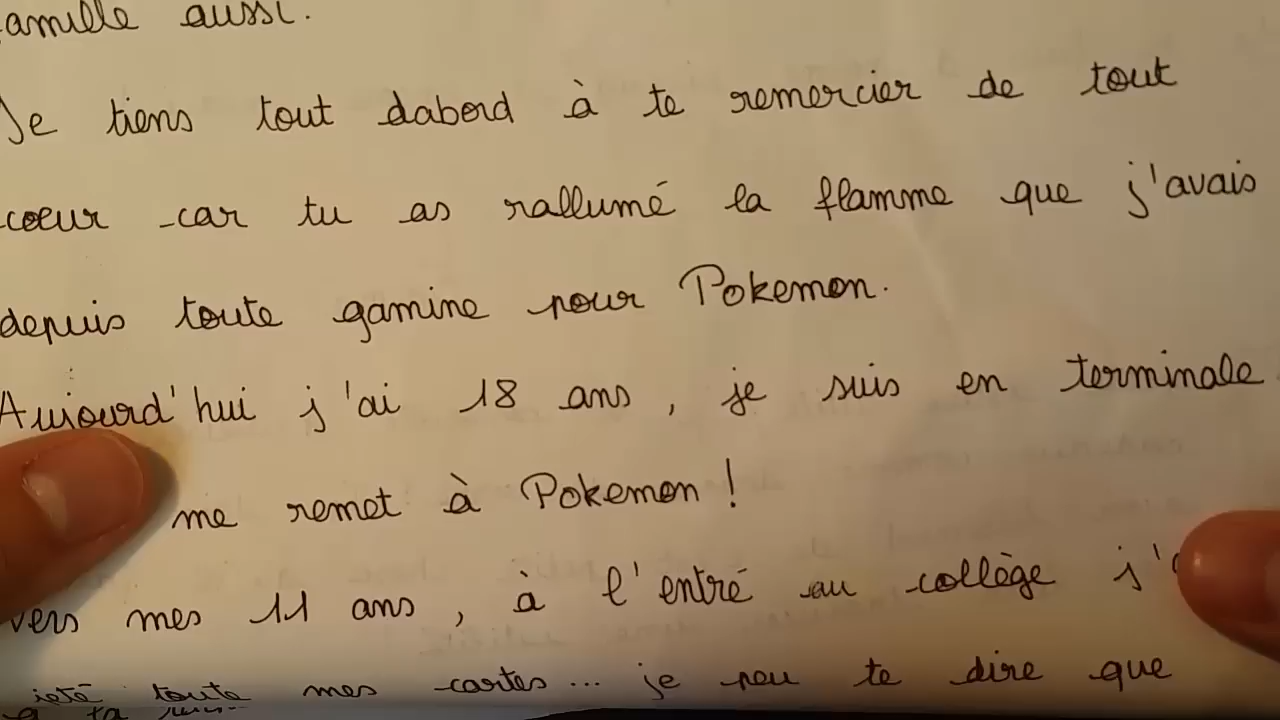 famille aussi.
Je tiens tout dabord à te remercier de tout
coeur car tu as rallumé la flamme que j'avais
depuis toute gamine pour Pokemon.
Aujourd'hui j'ai 18 ans, je suis en terminale
me remet à Pokemon !
vers mes 11 ans, à l'entré au collège
jeté toute mes cartes... je peu te dire que